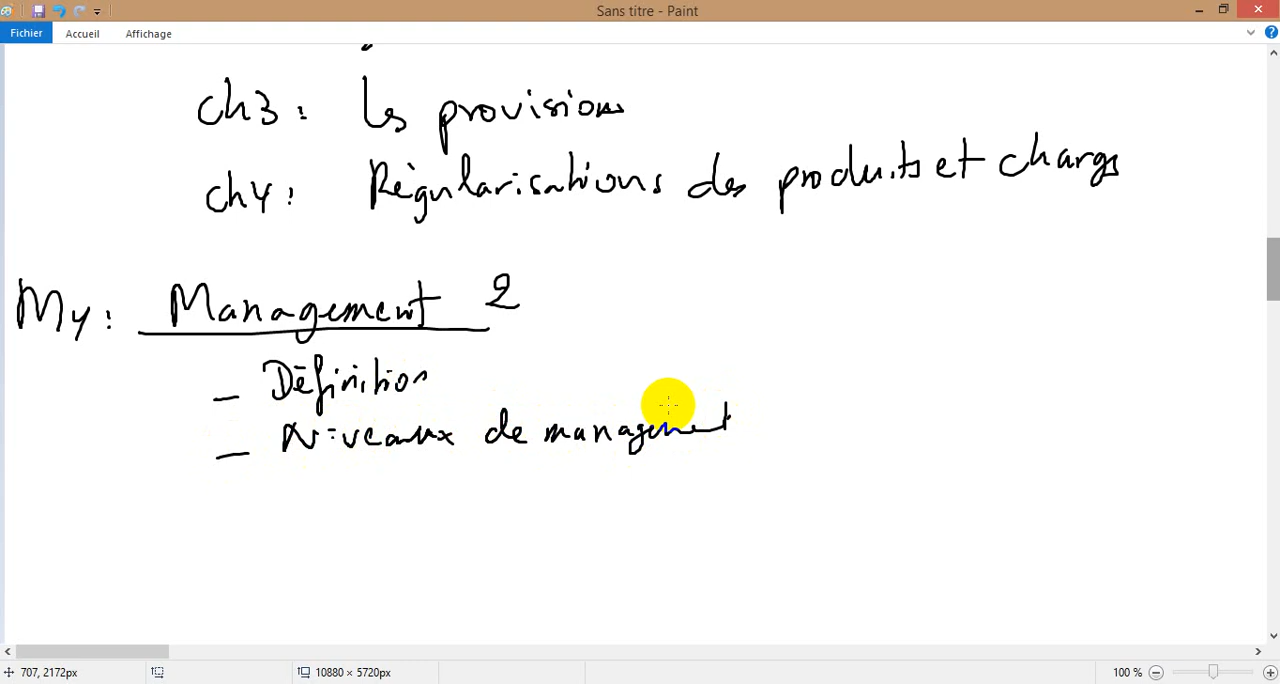 Sans titre - Paint
Fichier Accueil Affichage
ch3 : les provisions
ch4 : Régularisations des produits et charges
M4 : Management 2
- Définition
- Niveaux de management
707, 2172px 10880 × 5720px 100 %